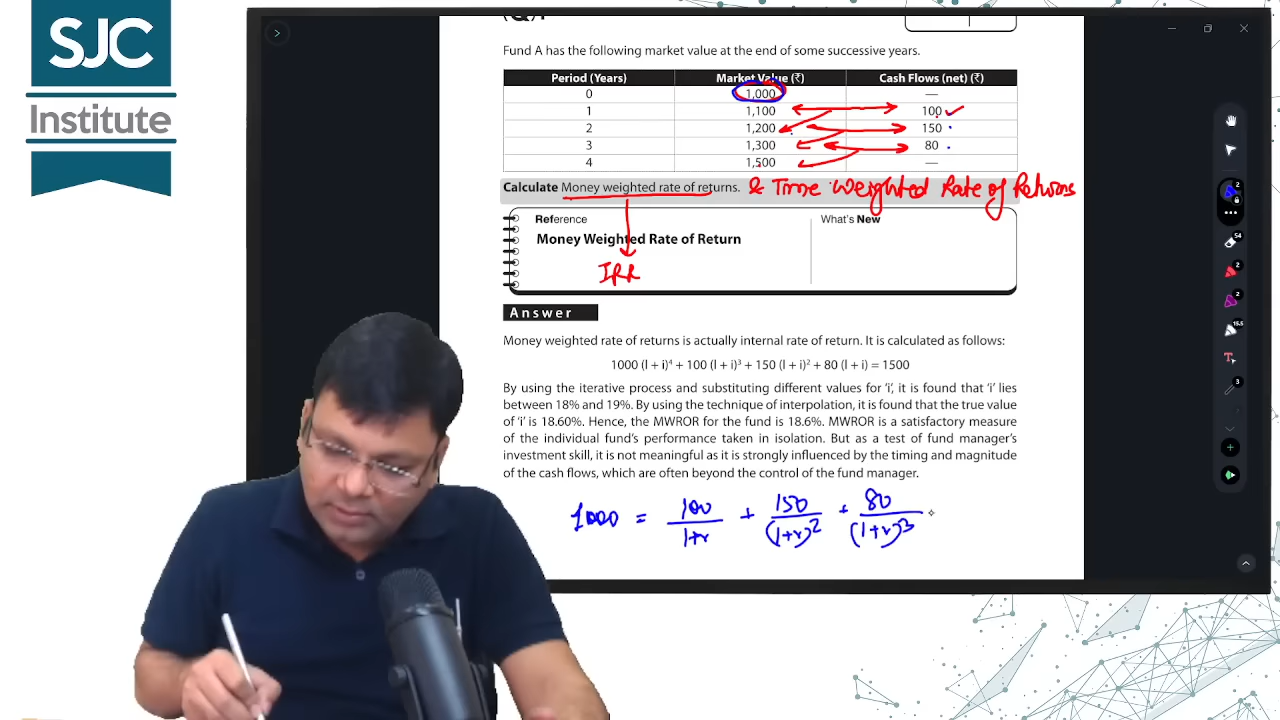 SJC
Institute
Fund A has the following market value at the end of some successive years.
Period (Years) Market Value (₹) Cash Flows (net) (₹)
0 1,000 —
1 1,100 100
2 1,200 150
3 1,300 80
4 1,500 —
Calculate Money weighted rate of returns. & Time Weighted Rate of Returns
Reference What's New
Money Weighted Rate of Return
IRR
Answer
Money weighted rate of returns is actually internal rate of return. It is calculated as follows:
1000 (l + i)⁴ + 100 (l + i)³ + 150 (l + i)² + 80 (l + i) = 1500
By using the iterative process and substituting different values for ‘i’, it is found that ‘i’ lies
between 18% and 19%. By using the technique of interpolation, it is found that the true value
of ‘i’ is 18.60%. Hence, the MWROR for the fund is 18.6%. MWROR is a satisfactory measure
of the individual fund’s performance taken in isolation. But as a test of fund manager’s
investment skill, it is not meaningful as it is strongly influenced by the timing and magnitude
of the cash flows, which are often beyond the control of the fund manager.
1000 = 100/1+r + 150/(1+r)² + 80/(1+r)³